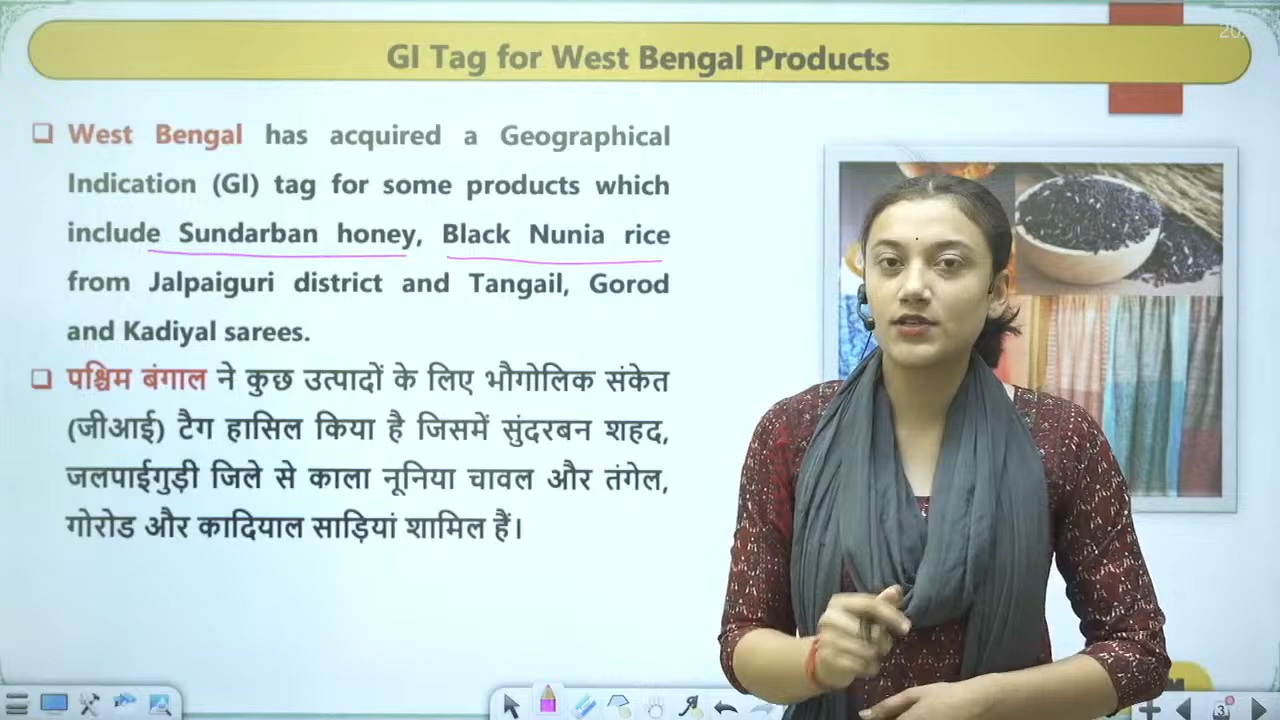 GI Tag for West Bengal Products
West Bengal has acquired a Geographical
Indication (GI) tag for some products which
include Sundarban honey, Black Nunia rice
from Jalpaiguri district and Tangail, Gorod
and Kadiyal sarees.
पश्चिम बंगाल ने कुछ उत्पादों के लिए भौगोलिक संकेत
(जीआई) टैग हासिल किया है जिसमें सुंदरबन शहद,
जलपाईगुड़ी जिले से काला नूनिया चावल और तंगेल,
गोरोड और कादियाल साड़ियां शामिल हैं।
3